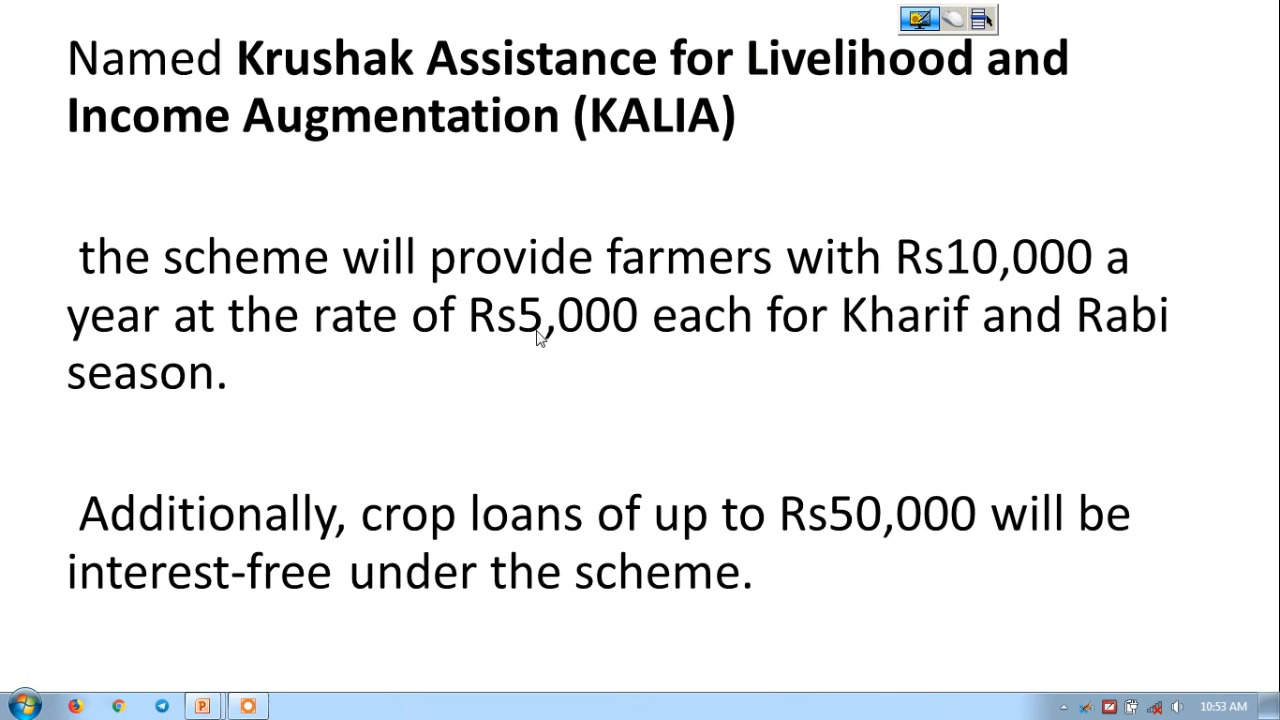 Named Krushak Assistance for Livelihood and
Income Augmentation (KALIA)
the scheme will provide farmers with Rs10,000 a
year at the rate of Rs5,000 each for Kharif and Rabi
season.
Additionally, crop loans of up to Rs50,000 will be
interest-free under the scheme.
10:53 AM